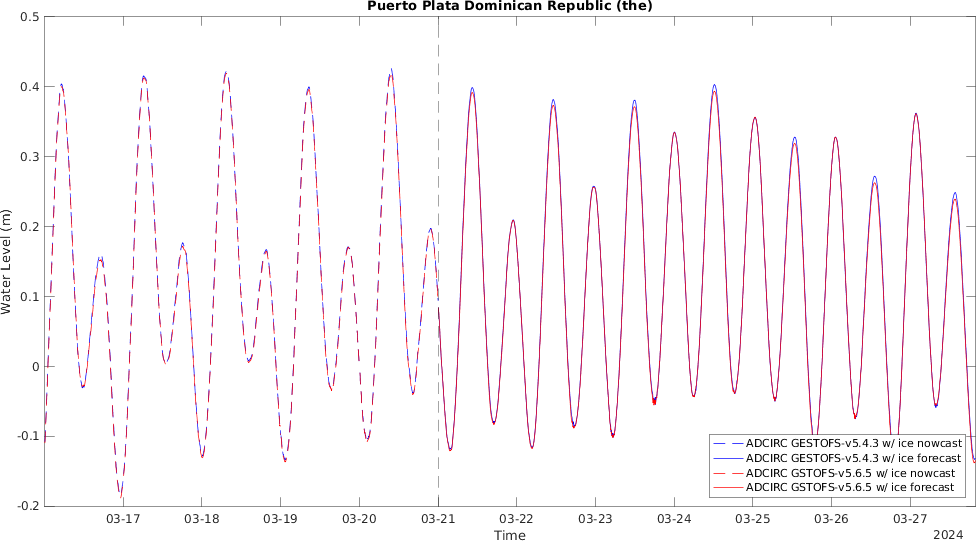 Puerto Plata Dominican Republic (the)
0.5
0.4
0.3
0.2
0.1
0
-0.1
-0.2
Water Level (m)
ADCIRC GESTOFS-v5.4.3 w/ ice nowcast
ADCIRC GESTOFS-v5.4.3 w/ ice forecast
ADCIRC GSTOFS-v5.6.5 w/ ice nowcast
ADCIRC GSTOFS-v5.6.5 w/ ice forecast
03-17 03-18 03-19 03-20 03-21 03-22 03-23 03-24 03-25 03-26 03-27
Time
2024